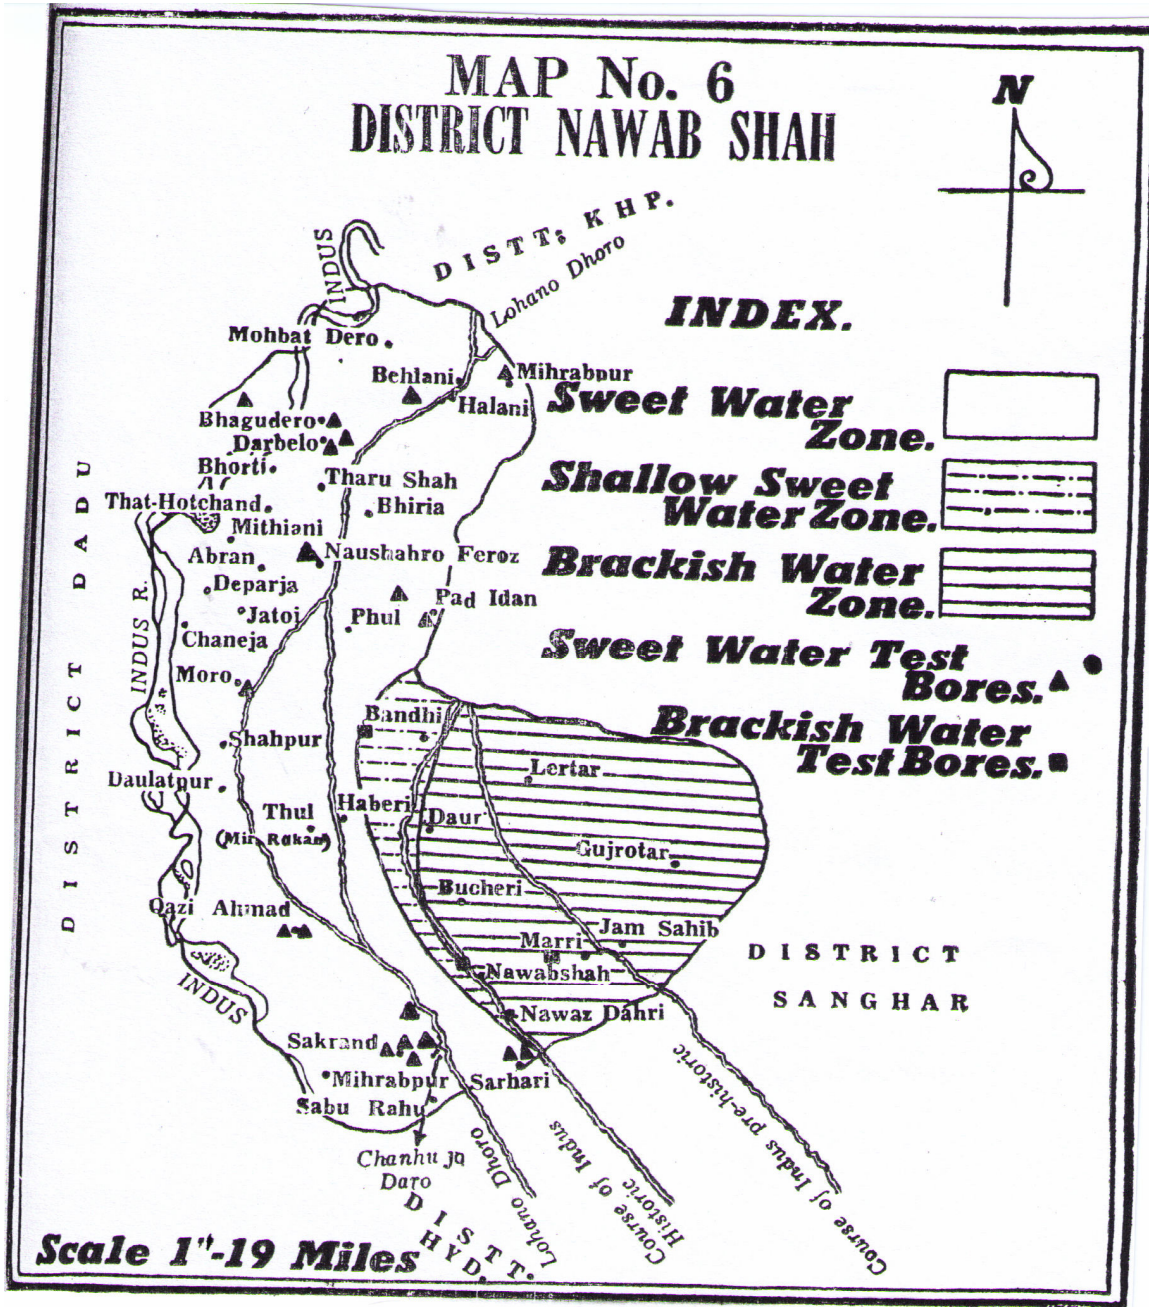 MAP No. 6
DISTRICT NAWAB SHAH
N
DISTT; KHP.
INDUS
Lohano Dhoro
INDEX.
Sweet Water
Zone.
Shallow Sweet
Water Zone.
Brackish Water
Zone.
Sweet Water Test
Bores.
Brackish Water
Test Bores.
Mohbat Dero
Behlani
Mihrabpur
Halani
Bhagudero
Darbelo
Bhorti
Tharu Shah
That-Hotchand
Bhiria
Mithiani
Naushahro Feroz
Abran
Deparja
Pad Idan
Jatoi
Phul
Chaneja
INDUS R.
DISTRICT DADU
Moro
Bandhi
Shahpur
Lertar
Daulatpur
Haberi
Thul
Daur
(Mir Rukan)
Gujrotar
Bucheri
Qazi Ahmad
Jam Sahib
Marri
Nawabshah
DISTRICT
SANGHAR
INDUS
Nawaz Dahri
Sakrand
Mihrabpur
Sarhari
Sabu Rahu
Chanhu jo
Daro
Lohano Dhoro
Course of Indus
Historic
Course of Indus pre-historic
DISTT.
HYD.
Scale 1"-19 Miles